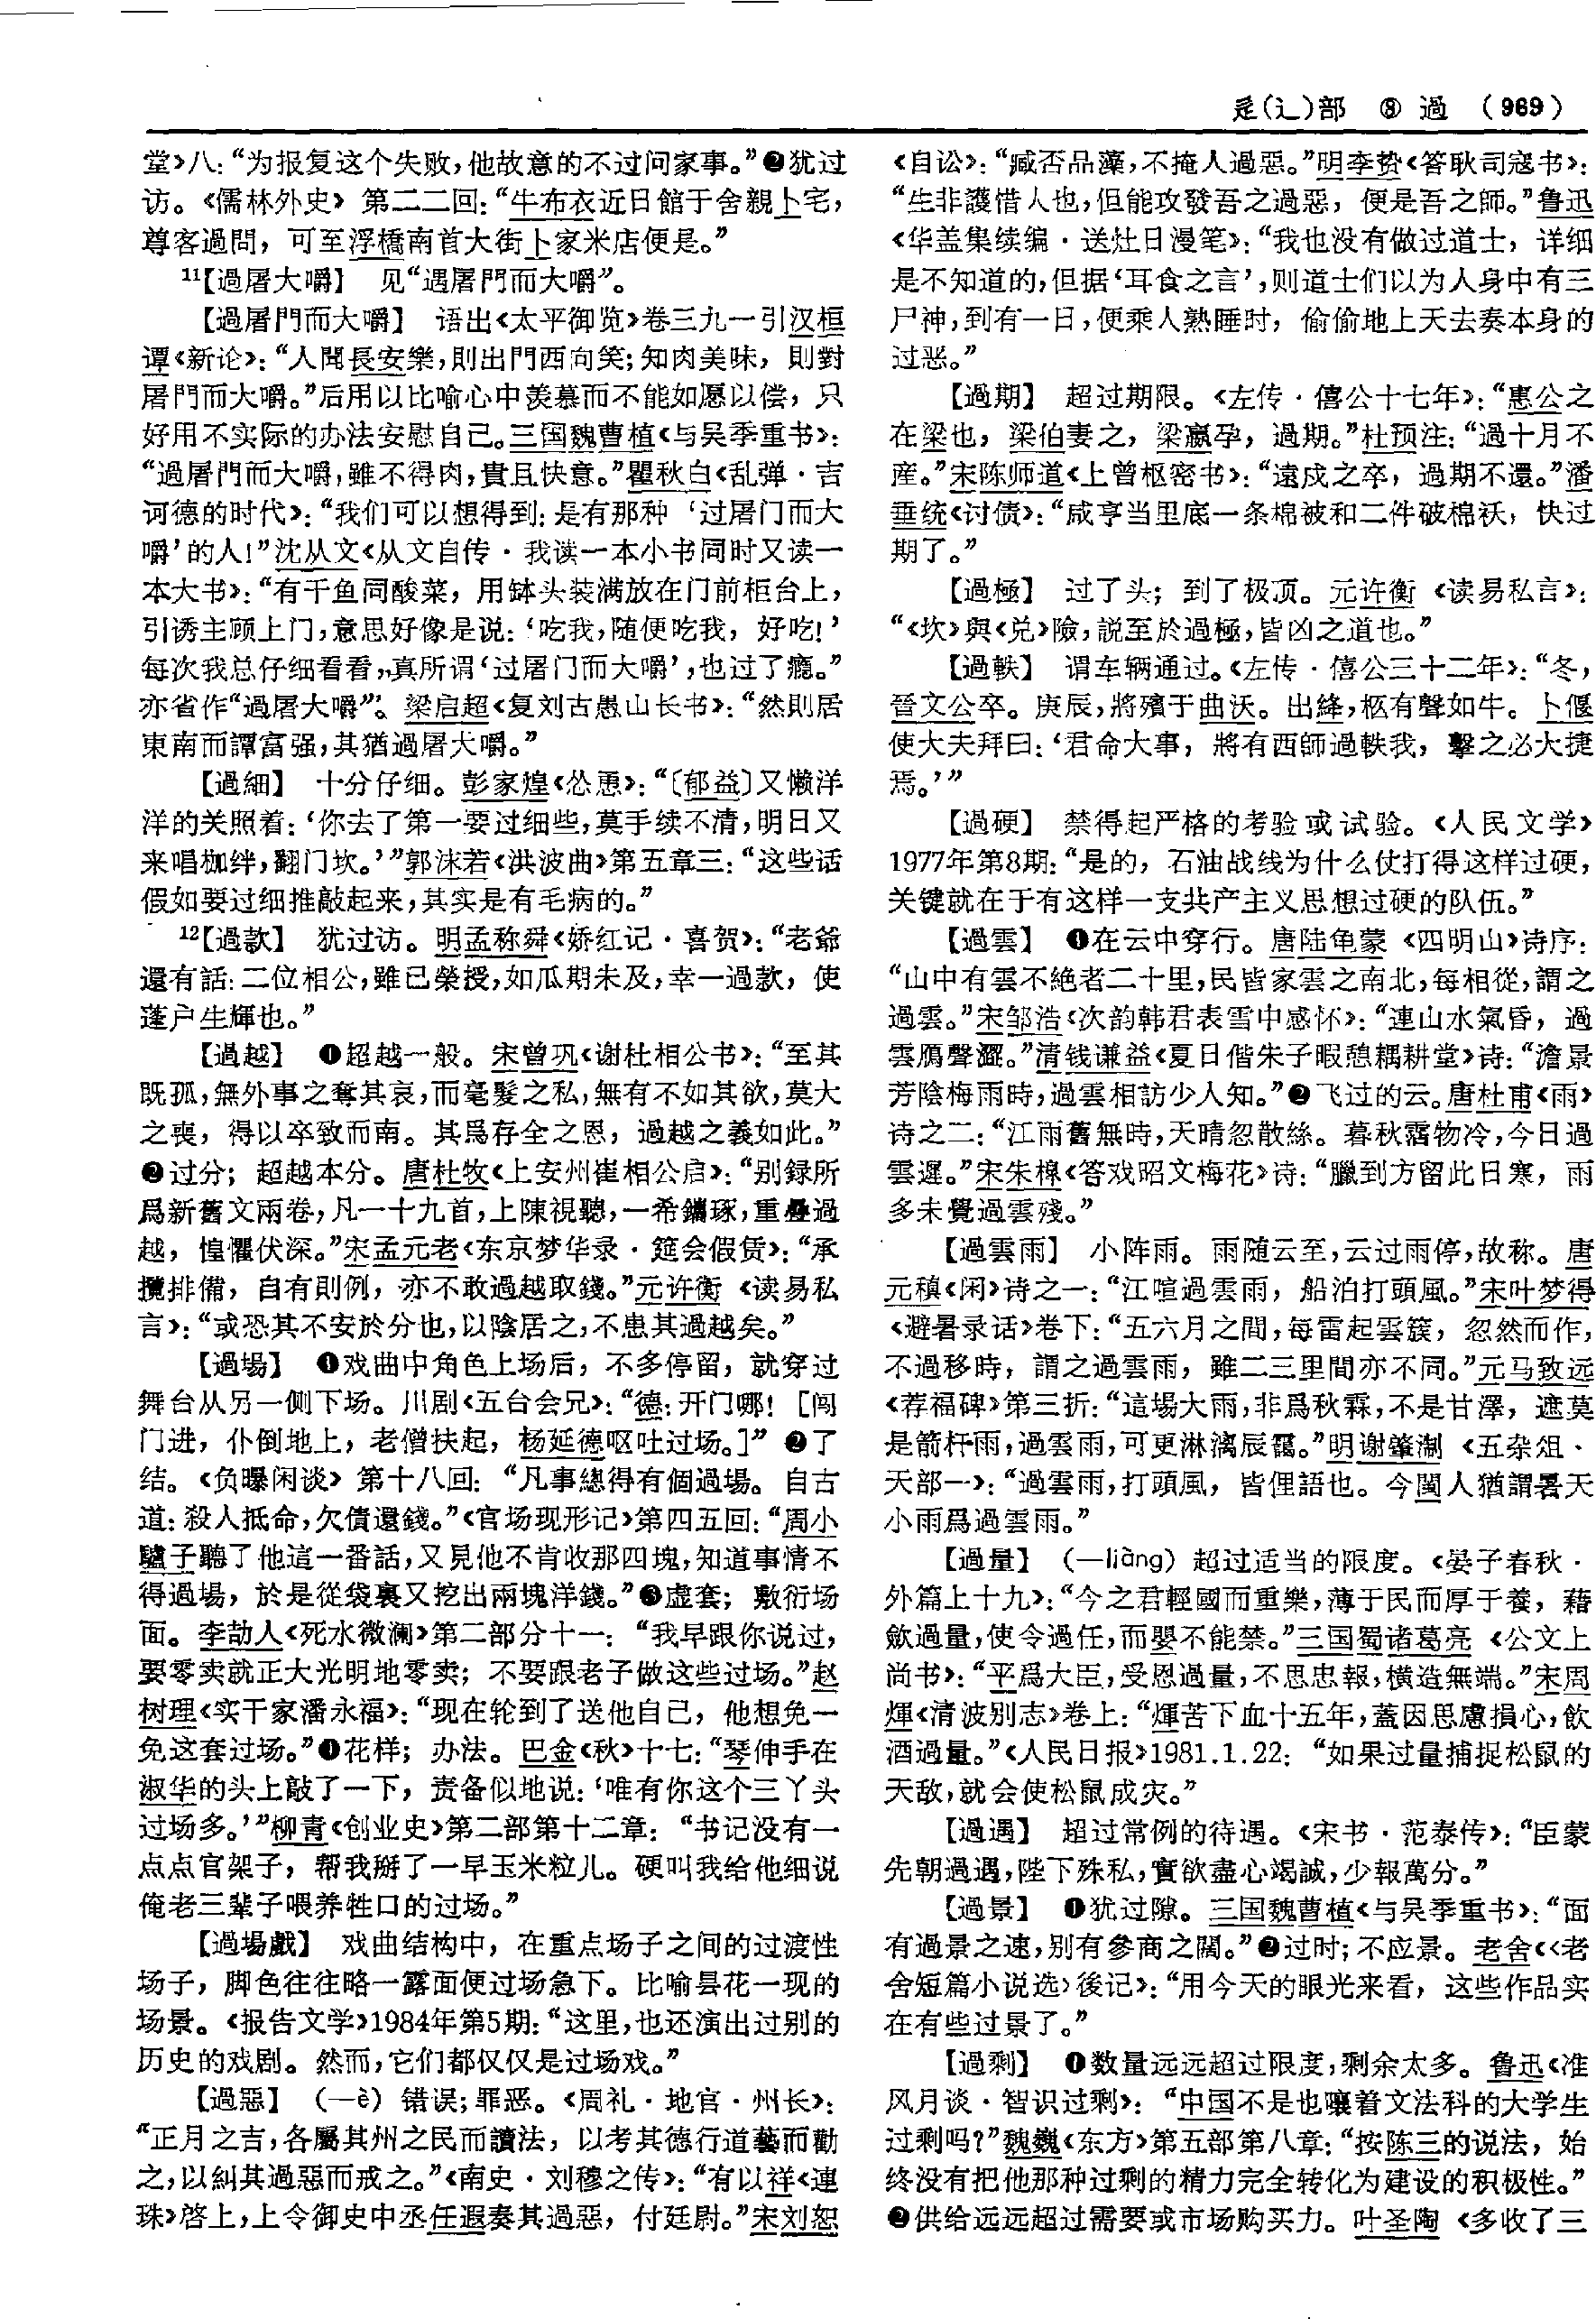 辵(辶)部 ⑧ 過 (969)
堂》八：“为报复这个失败，他故意的不过问家事。”❷犹过
访。《儒林外史》第二二回：“牛布衣近日館于舍親卜宅，
尊客過問，可至浮橋南首大街卜家米店便是。”
11【過屠大嚼】 见“過屠門而大嚼”。
【過屠門而大嚼】 语出《太平御览》卷三九一引汉桓
谭《新论》：“人聞長安樂，則出門西向笑；知肉美味，則對
屠門而大嚼。”后用以比喻心中羡慕而不能如愿以偿，只
好用不实际的办法安慰自己。三国魏曹植《与吴季重书》：
“過屠門而大嚼，雖不得肉，貴且快意。”瞿秋白《乱弹·吉
诃德的时代》：“我们可以想得到：是有那种‘过屠门而大
嚼’的人！”沈从文《从文自传·我读一本小书同时又读一
本大书》：“有干鱼同酸菜，用钵头装满放在门前柜台上，
引诱主顾上门，意思好像是说：‘吃我，随便吃我，好吃！’
每次我总仔细看看，真所谓‘过屠门而大嚼’，也过了瘾。”
亦省作“過屠大嚼”。梁启超《复刘古愚山长书》：“然則居
東南而譚富强，其猶過屠大嚼。”
【過細】 十分仔细。彭家煌《怂恿》：“〔郁益〕又懒洋
洋的关照着：‘你去了第一要过细些，莫手续不清，明日又
来唱枷绊，翻门坎。’”郭沫若《洪波曲》第五章三：“这些话
假如要过细推敲起来，其实是有毛病的。”
12【過款】 犹过访。明孟称舜《娇红记·喜贺》：“老爺
還有話：二位相公，雖已榮授，如瓜期未及，幸一過款，使
蓬户生輝也。”
【過越】 ❶超越一般。宋曾巩《谢杜相公书》：“至其
既孤，無外事之奪其哀，而毫髮之私，無有不如其欲，莫大
之喪，得以卒致而南。其爲存全之恩，過越之義如此。”
❷过分；超越本分。唐杜牧《上安州崔相公启》：“别録所
爲新舊文兩卷，凡一十九首，上陳視聽，一希鐫琢，重疊過
越，惶懼伏深。”宋孟元老《东京梦华录·筵会假赁》：“承
攬排備，自有則例，亦不敢過越取錢。”元许衡《读易私
言》：“或恐其不安於分也，以陰居之，不患其過越矣。”
【過場】 ❶戏曲中角色上场后，不多停留，就穿过
舞台从另一侧下场。川剧《五台会兄》：“德：开门哪！［闯
门进，仆倒地上，老僧扶起，杨延德呕吐过场。］”❷了
结。《负曝闲谈》第十八回：“凡事總得有個過場。自古
道：殺人抵命，欠債還錢。”《官场现形记》第四五回：“周小
驢子聽了他這一番話，又見他不肯收那四塊，知道事情不
得過場，於是從袋裏又挖出兩塊洋錢。”❸虚套；敷衍场
面。李劼人《死水微澜》第二部分十一：“我早跟你说过，
要零卖就正大光明地零卖；不要跟老子做这些过场。”赵
树理《实干家潘永福》：“现在轮到了送他自己，他想免一
免这套过场。”❹花样；办法。巴金《秋》十七：“琴伸手在
淑华的头上敲了一下，责备似地说：‘唯有你这个三丫头
过场多。’”柳青《创业史》第二部第十二章：“书记没有一
点点官架子，帮我掰了一早玉米粒儿。硬叫我给他细说
俺老三辈子喂养牲口的过场。”
【過場戲】 戏曲结构中，在重点场子之间的过渡性
场子，脚色往往略一露面便过场急下。比喻昙花一现的
场景。《报告文学》1984年第5期：“这里，也还演出过别的
历史的戏剧。然而，它们都仅仅是过场戏。”
【過惡】 （—è）错误；罪恶。《周礼·地官·州长》：
“正月之吉，各屬其州之民而讀法，以考其德行道藝而勸
之，以糾其過惡而戒之。”《南史·刘穆之传》：“有以祥《連
珠》啓上，上令御史中丞任遐奏其過惡，付廷尉。”宋刘恕
《自讼》：“臧否品藻，不掩人過惡。”明李贽《答耿司寇书》：
“生非護惜人也，但能攻發吾之過惡，便是吾之師。”鲁迅
《华盖集续编·送灶日漫笔》：“我也没有做过道士，详细
是不知道的，但据‘耳食之言’，则道士们以为人身中有三
尸神，到有一日，便乘人熟睡时，偷偷地上天去奏本身的
过恶。”
【過期】 超过期限。《左传·僖公十七年》：“惠公之
在梁也，梁伯妻之，梁嬴孕，過期。”杜预注：“過十月不
産。”宋陈师道《上曾枢密书》：“遠戍之卒，過期不還。”潘
垂统《讨债》：“咸亨当里底一条棉被和二件破棉袄，快过
期了。”
【過極】 过了头；到了极顶。元许衡《读易私言》：
“《坎》與《兑》險，説至於過極，皆凶之道也。”
【過軼】 谓车辆通过。《左传·僖公三十二年》：“冬，
晉文公卒。庚辰，將殯于曲沃。出絳，柩有聲如牛。卜偃
使大夫拜曰：‘君命大事，將有西師過軼我，擊之必大捷
焉。’”
【過硬】 禁得起严格的考验或试验。《人民文学》
1977年第8期：“是的，石油战线为什么仗打得这样过硬，
关键就在于有这样一支共产主义思想过硬的队伍。”
【過雲】 ❶在云中穿行。唐陆龟蒙《四明山》诗序：
“山中有雲不絶者二十里，民皆家雲之南北，每相從，謂之
過雲。”宋邹浩《次韵韩君表雪中感怀》：“連山水氣昏，過
雲鴈聲澀。”清钱谦益《夏日偕朱子暇憩耦耕堂》诗：“澹景
芳陰梅雨時，過雲相訪少人知。”❷飞过的云。唐杜甫《雨》
诗之二：“江雨舊無時，天晴忽散絲。暮秋霑物冷，今日過
雲遲。”宋朱槔《答戏昭文梅花》诗：“臘到方留此日寒，雨
多未覺過雲殘。”
【過雲雨】 小阵雨。雨随云至，云过雨停，故称。唐
元稹《闲》诗之一：“江喧過雲雨，船泊打頭風。”宋叶梦得
《避暑录话》卷下：“五六月之間，每雷起雲簇，忽然而作，
不過移時，謂之過雲雨，雖二三里間亦不同。”元马致远
《荐福碑》第三折：“這場大雨，非爲秋霖，不是甘澤，遮莫
是箭杆雨，過雲雨，可更淋漓辰靄。”明谢肇淛《五杂俎·
天部一》：“過雲雨，打頭風，皆俚語也。今閩人猶謂暑天
小雨爲過雲雨。”
【過量】 （—liàng）超过适当的限度。《晏子春秋·
外篇上十九》：“今之君輕國而重樂，薄于民而厚于養，藉
斂過量，使令過任，而嬰不能禁。”三国蜀诸葛亮《公文上
尚书》：“平爲大臣，受恩過量，不思忠報，横造無端。”宋周
煇《清波别志》卷上：“煇苦下血十五年，蓋因思慮損心，飲
酒過量。”《人民日报》1981.1.22：“如果过量捕捉松鼠的
天敌，就会使松鼠成灾。”
【過遇】 超过常例的待遇。《宋书·范泰传》：“臣蒙
先朝過遇，陛下殊私，實欲盡心竭誠，少報萬分。”
【過景】 ❶犹过隙。三国魏曹植《与吴季重书》：“面
有過景之速，别有參商之闊。”❷过时；不应景。老舍《〈老
舍短篇小说选〉後记》：“用今天的眼光来看，这些作品实
在有些过景了。”
【過剩】 ❶数量远远超过限度，剩余太多。鲁迅《准
风月谈·智识过剩》：“中国不是也嚷着文法科的大学生
过剩吗？”魏巍《东方》第五部第八章：“按陈三的说法，始
终没有把他那种过剩的精力完全转化为建设的积极性。”
❷供给远远超过需要或市场购买力。叶圣陶《多收了三